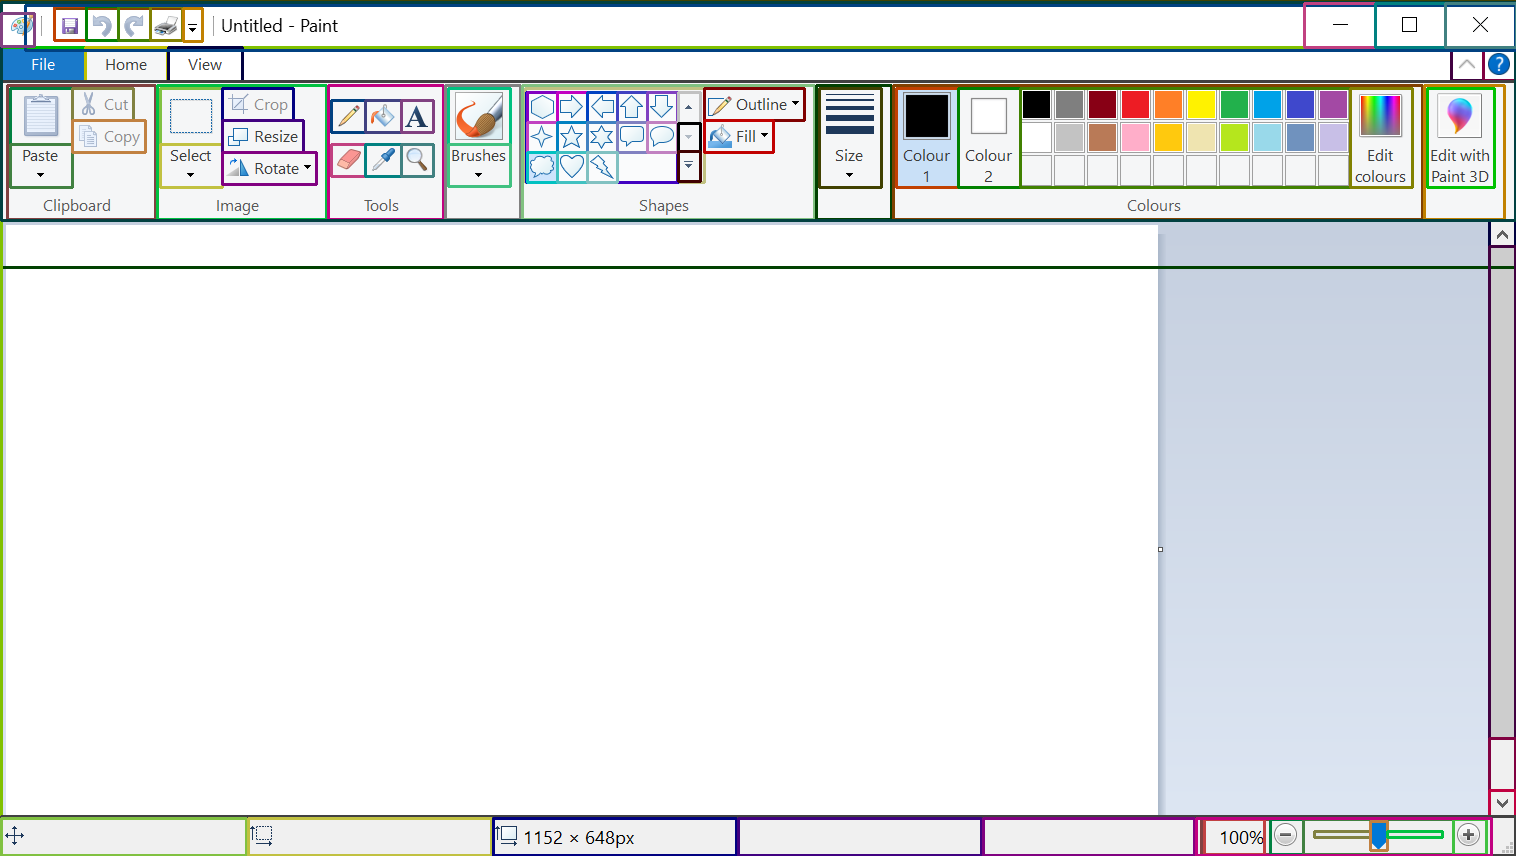 Untitled - Paint
File Home View
Paste
Cut
Copy
Clipboard
Select
Crop
Resize
Rotate
Image
A
Tools
Brushes
Outline
Fill
Shapes
Size
Colour 1
Colour 2
Edit colours
Colours
Edit with Paint 3D
?
1152 × 648px
100%